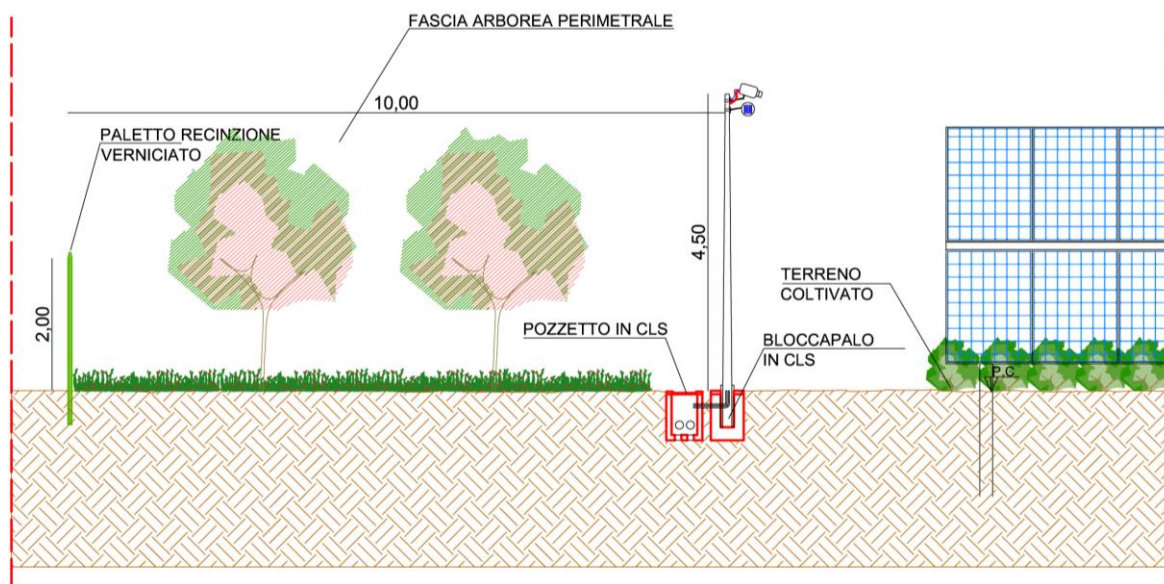 FASCIA ARBOREA PERIMETRALE
10,00
PALETTO RECINZIONE
VERNICIATO
4,50
2,00
TERRENO
COLTIVATO
POZZETTO IN CLS
BLOCCAPALO
IN CLS
P.C.